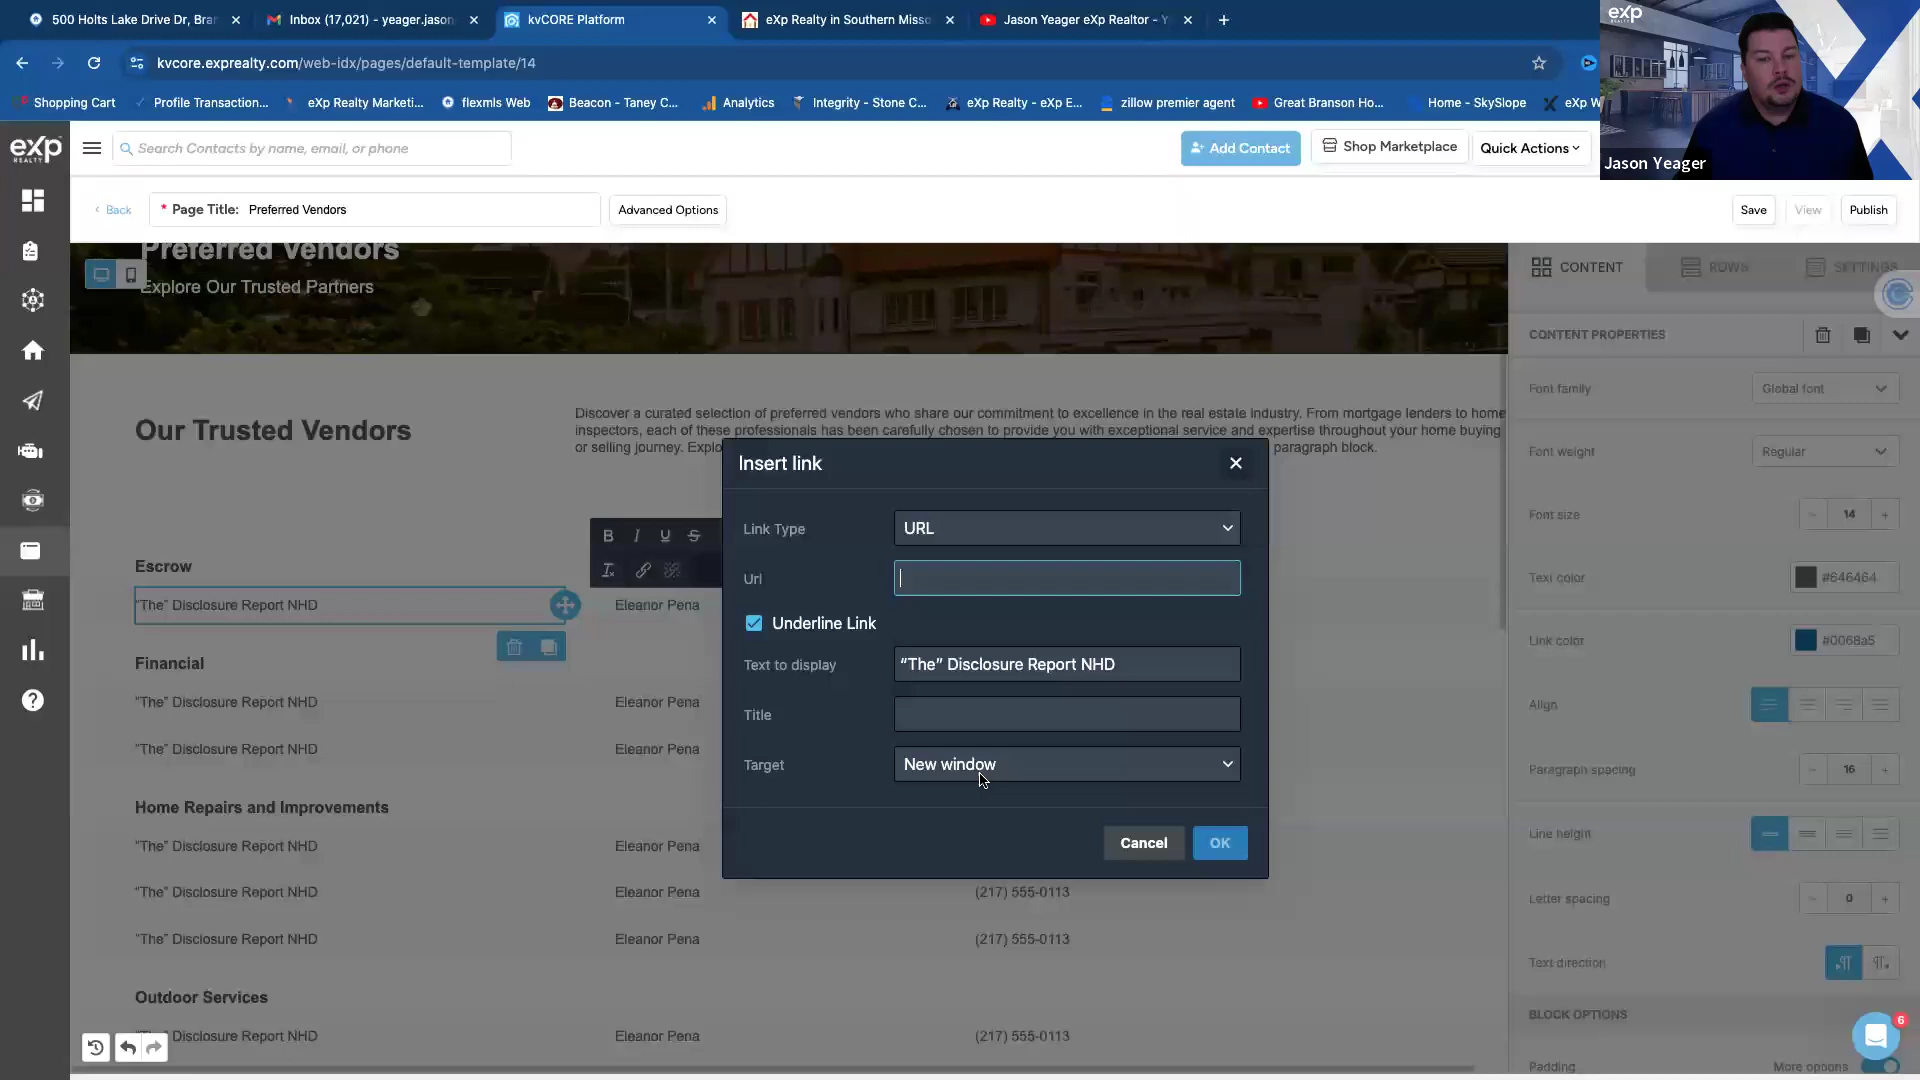 500 Holts Lake Drive Dr, Bra
Inbox (17,021) - yeager.jason
kvCORE Platform
eXp Realty in Southern Misso
Jason Yeager eXp Realtor - Y
kvcore.exprealty.com/web-idx/pages/default-template/14
Shopping Cart
Profile Transaction...
eXp Realty Marketi...
flexmls Web
Beacon - Taney C...
Analytics
Integrity - Stone C...
eXp Realty - eXp E...
zillow premier agent
Great Branson Ho...
Home - SkySlope
eXp W
eXp
REALTY
Jason Yeager
eXp
REALTY
Search Contacts by name, email, or phone
Add Contact
Shop Marketplace
Quick Actions
Back
* Page Title: Preferred Vendors
Advanced Options
Save
View
Publish
Preferred Vendors
Explore Our Trusted Partners
Our Trusted Vendors
Discover a curated selection of preferred vendors who share our commitment to excellence in the real estate industry. From mortgage lenders to home
inspectors, each of these professionals has been carefully chosen to provide you with exceptional service and expertise throughout your home buying
or selling journey. Explo
paragraph block.
B I U S
Escrow
“The” Disclosure Report NHD
Eleanor Pena
Financial
“The” Disclosure Report NHD
Eleanor Pena
“The” Disclosure Report NHD
Eleanor Pena
Home Repairs and Improvements
“The” Disclosure Report NHD
Eleanor Pena
“The” Disclosure Report NHD
Eleanor Pena
(217) 555-0113
“The” Disclosure Report NHD
Eleanor Pena
(217) 555-0113
Outdoor Services
Disclosure Report NHD
Eleanor Pena
(217) 555-0113
Insert link
Link Type
URL
Url
Underline Link
Text to display
“The” Disclosure Report NHD
Title
Target
New window
Cancel
OK
CONTENT
ROWS
SETTINGS
CONTENT PROPERTIES
Font family
Global font
Font weight
Regular
Font size
- 14 +
Text color
#646464
Link color
#0068a5
Align
Paragraph spacing
- 16 +
Line height
Letter spacing
- 0 +
Text direction
BLOCK OPTIONS
Padding
More options
6